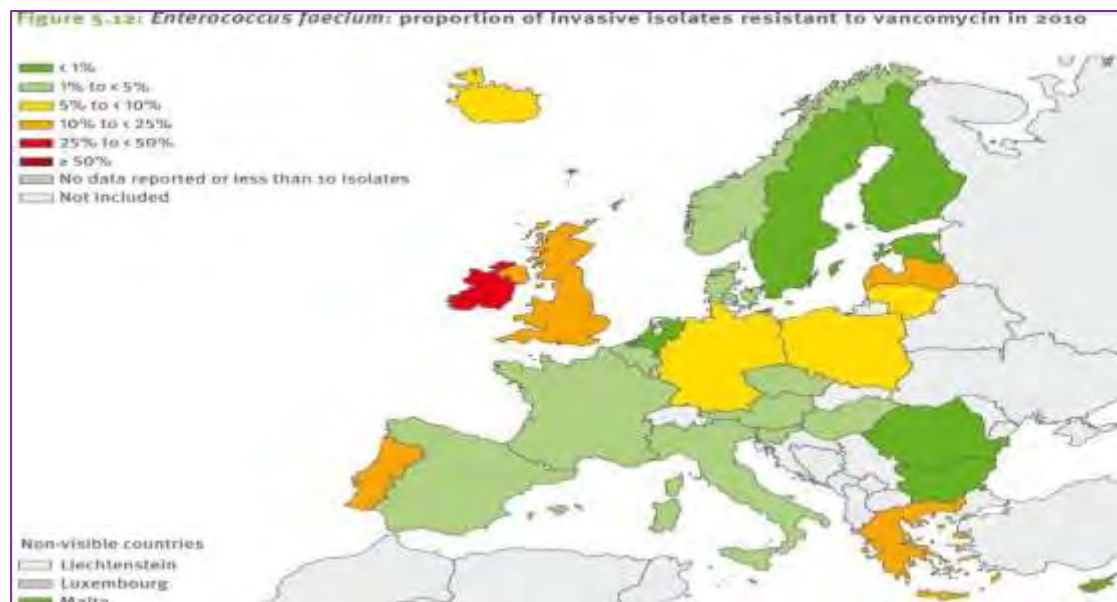 Figure 5.12: Enterococcus faecium: proportion of invasive isolates resistant to vancomycin in 2010
< 1%
1% to < 5%
5% to < 10%
10% to < 25%
25% to < 50%
≥ 50%
No data reported or less than 10 isolates
Not included
Non-visible countries
Liechtenstein
Luxembourg
Malta